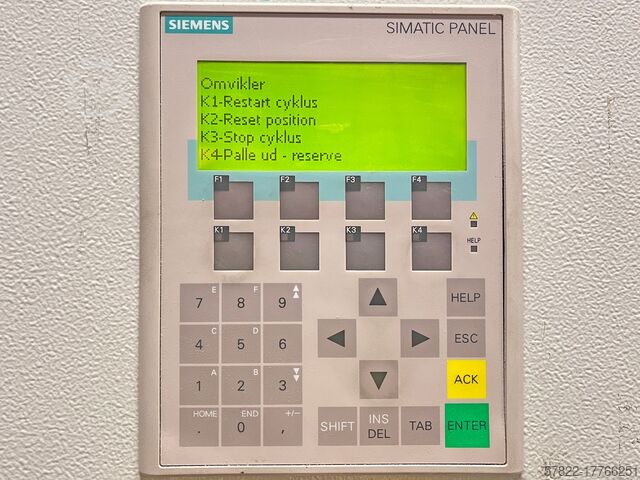 SIEMENS
SIMATIC PANEL
Omvikler
K1-Restart cyklus
K2-Reset position
K3-Stop cyklus
K4-Palle ud - reserve
F1 F2 F3 F4
K1 K2 K3 K4
HELP
E F
7 8 9
HELP
C D
4 5 6
ESC
A B
1 2 3
ACK
HOME END +/-
. 0 ,
SHIFT
INS
DEL
TAB
ENTER
57822-17766251